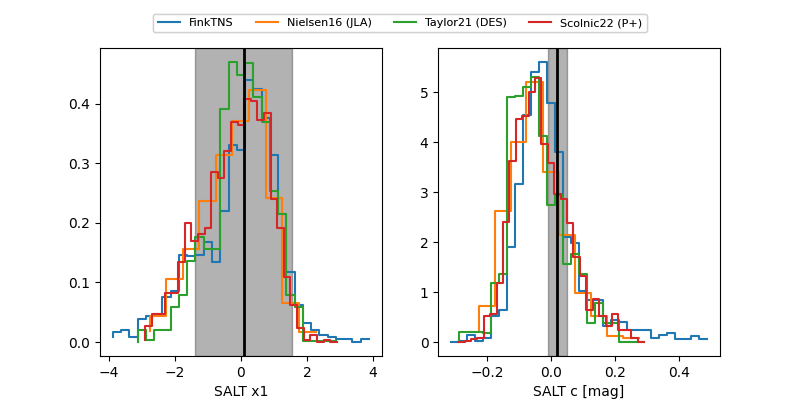 FinkTNS Nielsen16 (JLA) Taylor21 (DES) Scolnic22 (P+)
0.4
0.3
0.2
0.1
0.0
−4 −2 0 2 4
SALT x1
5
4
3
2
1
0
−0.2 0.0 0.2 0.4
SALT c [mag]